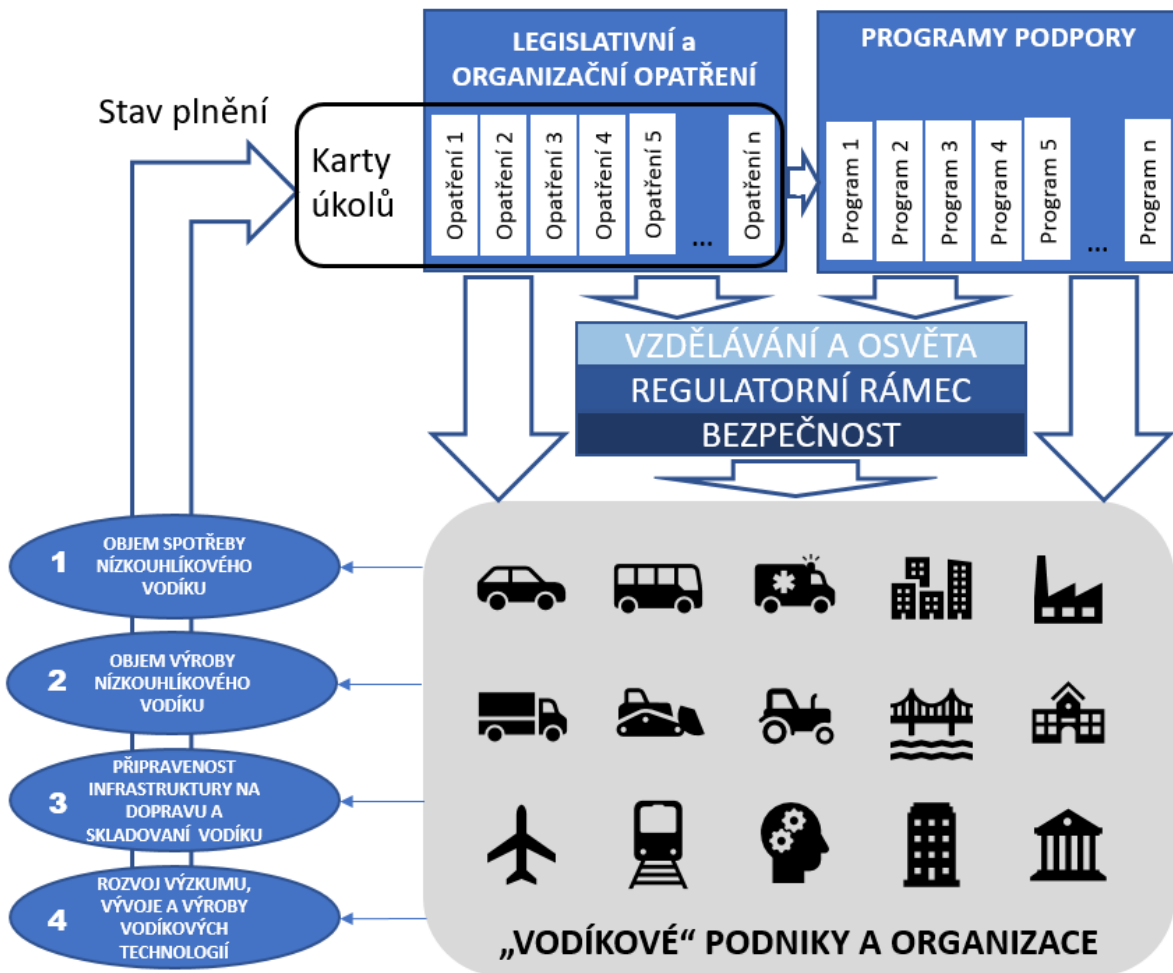 LEGISLATIVNÍ a
ORGANIZAČNÍ OPATŘENÍ
PROGRAMY PODPORY
Stav plnění
Karty
úkolů
Opatření 1
Opatření 2
Opatření 3
Opatření 4
Opatření 5
...
Opatření n
Program 1
Program 2
Program 3
Program 4
Program 5
...
Program n
VZDĚLÁVÁNÍ A OSVĚTA
REGULATORNÍ RÁMEC
BEZPEČNOST
1
OBJEM SPOTŘEBY
NÍZKOUHLÍKOVÉHO
VODÍKU
2
OBJEM VÝROBY
NÍZKOUHLÍKOVÉHO
VODÍKU
3
PŘIPRAVENOST
INFRASTRUKTURY NA
DOPRAVU A
SKLADOVANÍ VODÍKU
4
ROZVOJ VÝZKUMU,
VÝVOJE A VÝROBY
VODÍKOVÝCH
TECHNOLOGIÍ
„VODÍKOVÉ“ PODNIKY A ORGANIZACE